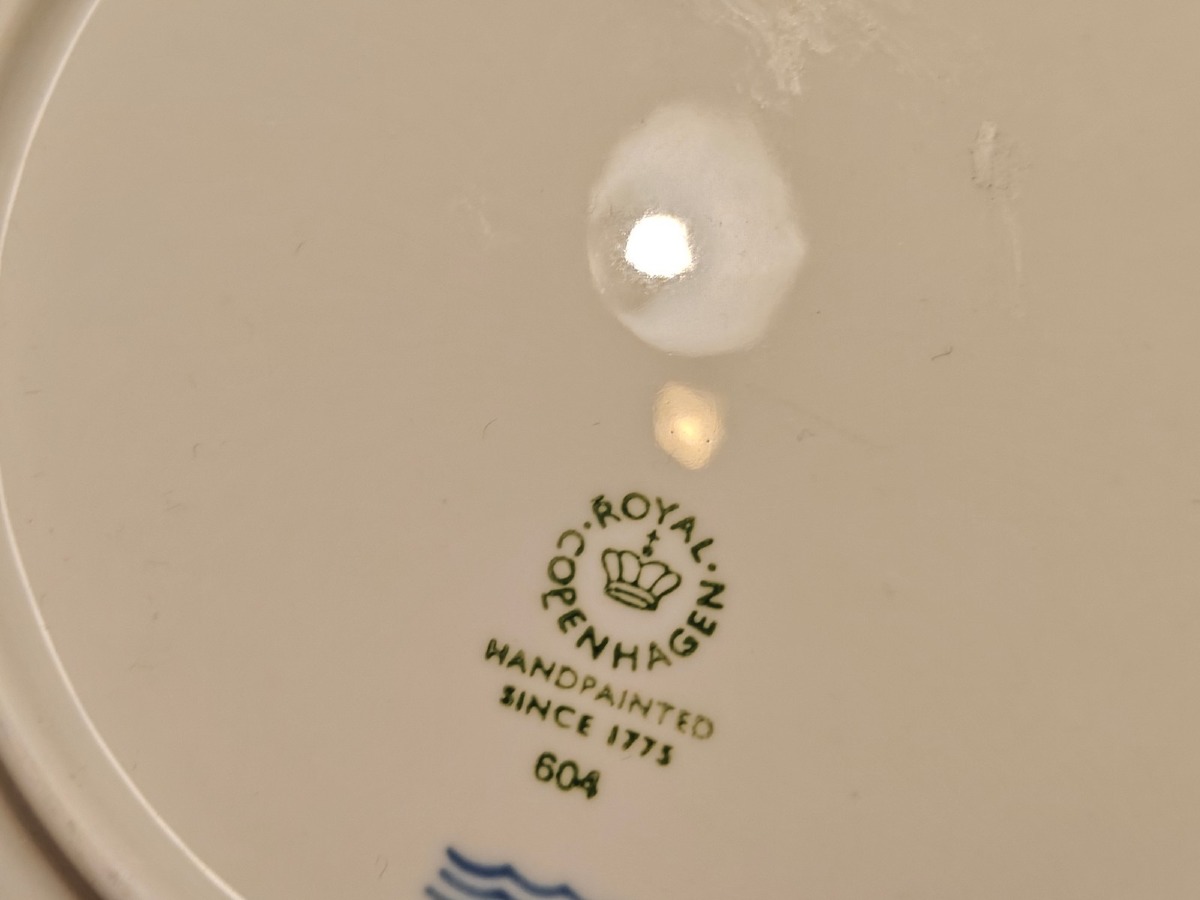 ROYAL · COPENHAGEN ·
HANDPAINTED
SINCE 1775
604